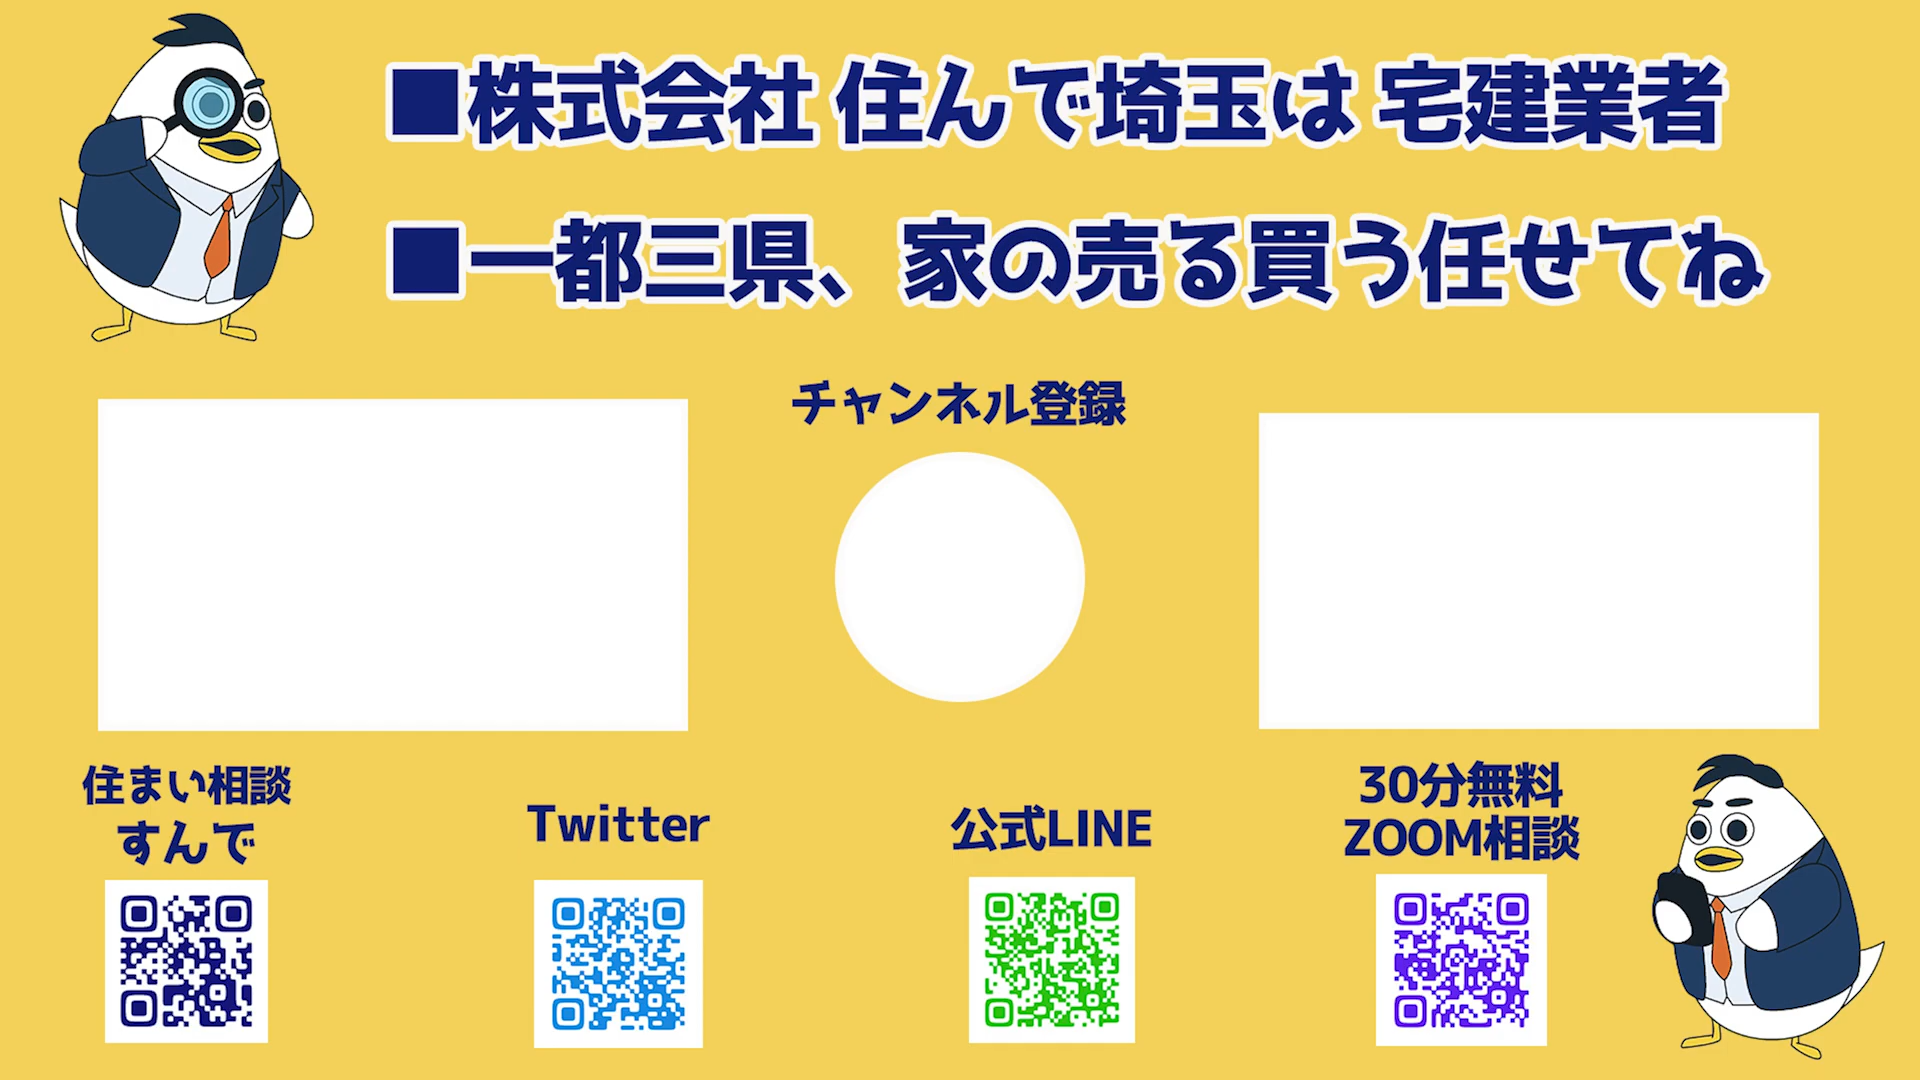 ■株式会社 住んで埼玉は 宅建業者
■一都三県、家の売る買う任せてね
チャンネル登録
住まい相談
すんで
Twitter
公式LINE
30分無料
ZOOM相談